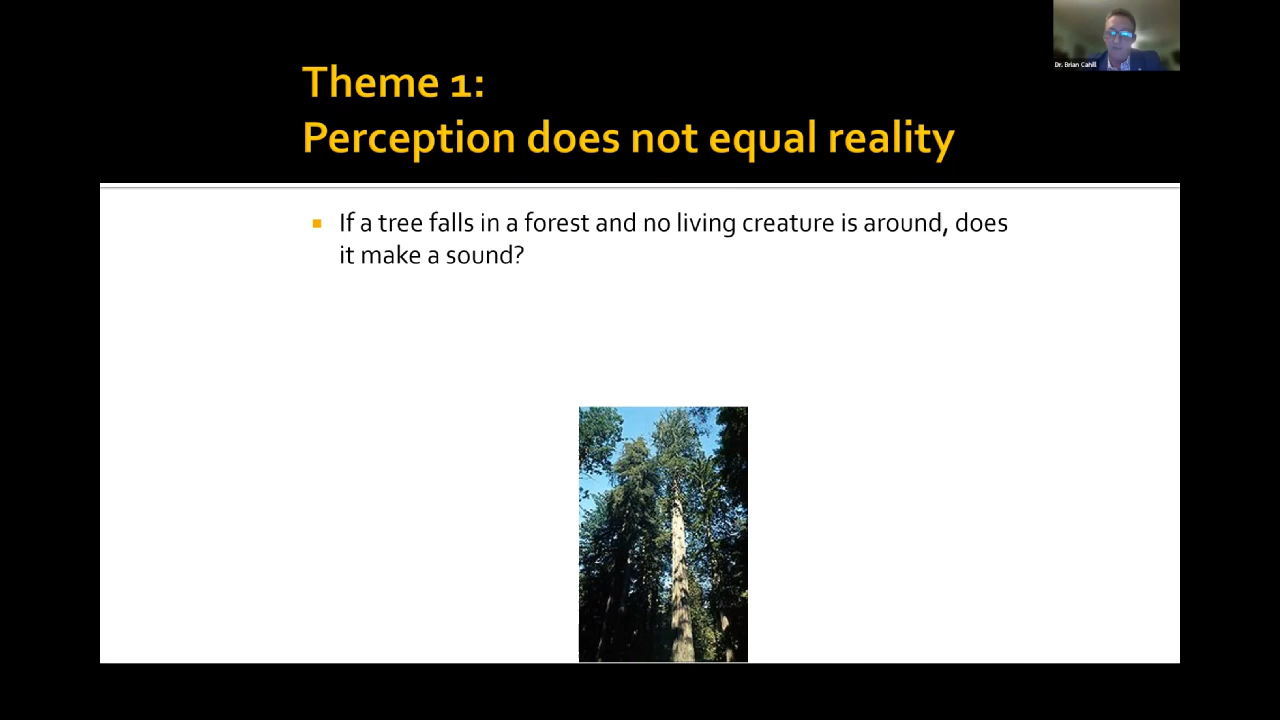 Dr. Brian Cahill
Theme 1:
Perception does not equal reality
If a tree falls in a forest and no living creature is around, does
it make a sound?